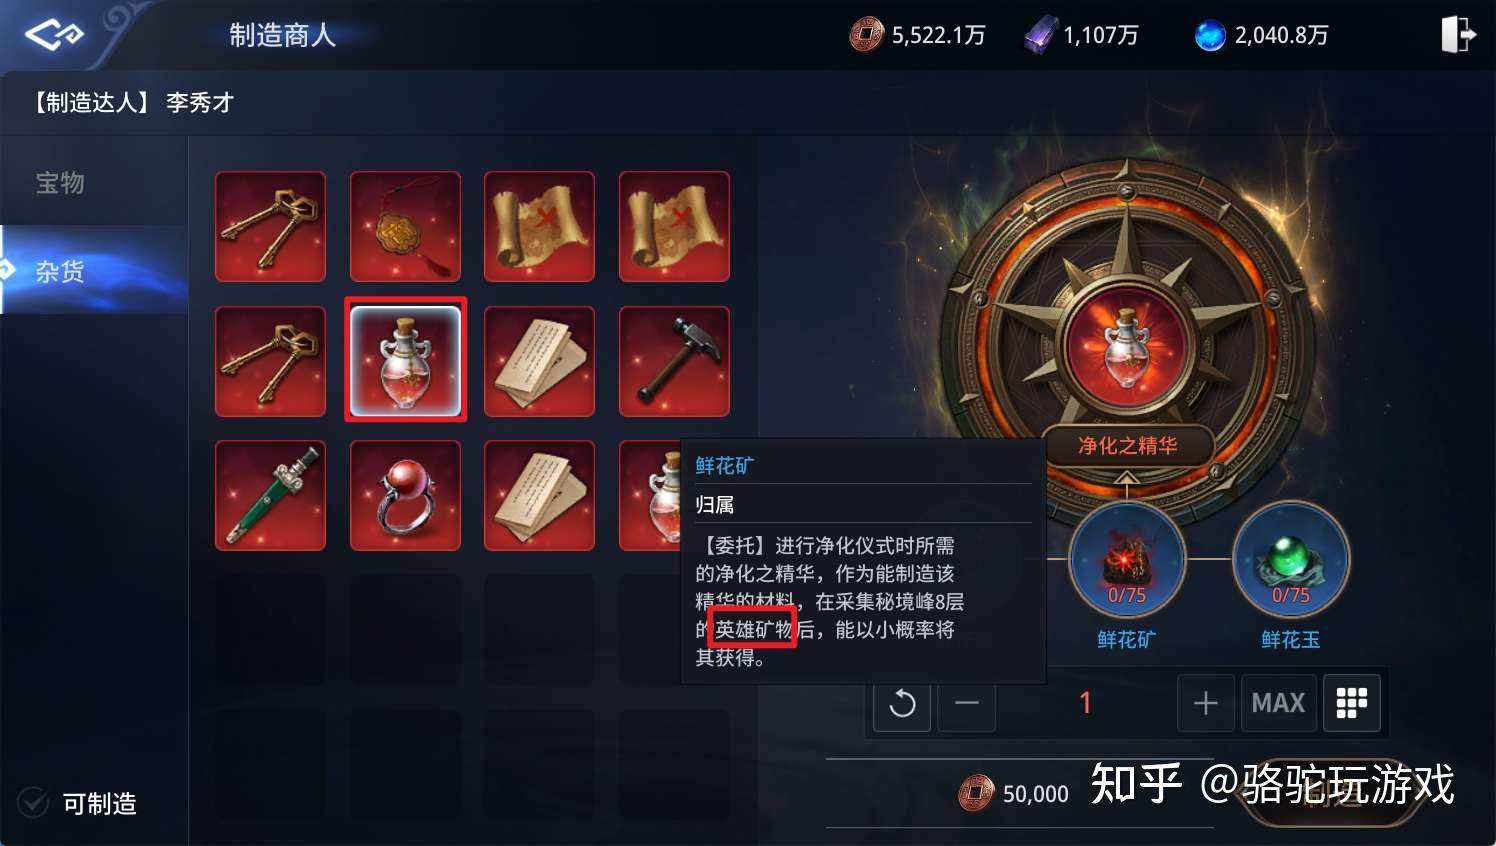 制造商人
5,522.1万
1,107万
2,040.8万
【制造达人】 李秀才
宝物
杂货
净化之精华
鲜花矿
归属
【委托】进行净化仪式时所需
的净化之精华，作为能制造该
精华的材料，在采集秘境峰8层
的英雄矿物后，能以小概率将
其获得。
0/75
0/75
鲜花矿
鲜花玉
1
MAX
50,000
制造
可制造
知乎 @骆驼玩游戏